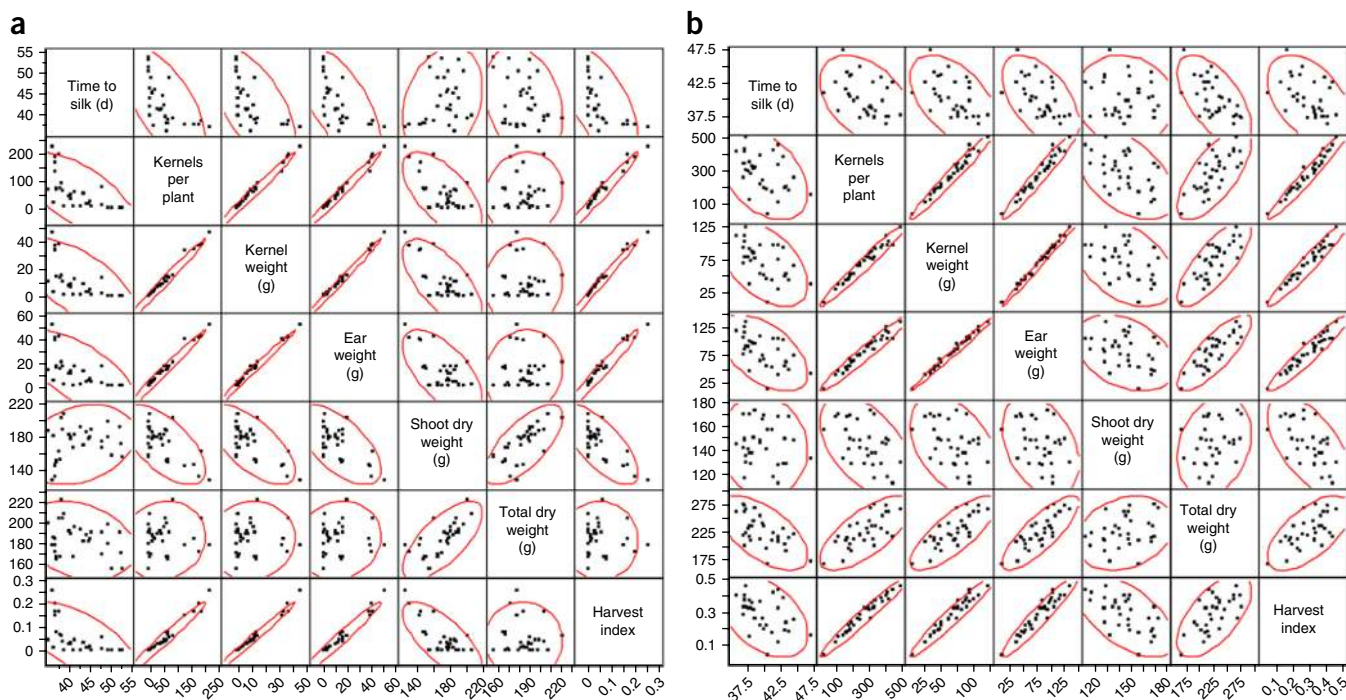 a
b
55
50
45
40
Time to
silk (d)
200
100
0
Kernels
per
plant
40
20
0
Kernel
weight
(g)
60
40
20
0
Ear
weight
(g)
220
180
140
Shoot dry
weight
(g)
220
200
180
160
Total dry
weight
(g)
0.3
0.2
0.1
0
Harvest
index
40 45 50 55
0 50 150 250
0 10 30 50
0 20 40 60
140 180 220
160 190 220
0 0.1 0.2 0.3
47.5
42.5
37.5
Time to
silk (d)
500
300
100
Kernels
per
plant
125
75
25
Kernel
weight
(g)
125
75
25
Ear
weight
(g)
180
160
140
120
Shoot dry
weight
(g)
275
225
175
Total dry
weight
(g)
0.5
0.3
0.1
Harvest
index
37.5 42.5 47.5
100 300 500
25 50 100
25 75 125
120 150 180
175 225 275
0.1 0.2 0.3 0.4 0.5